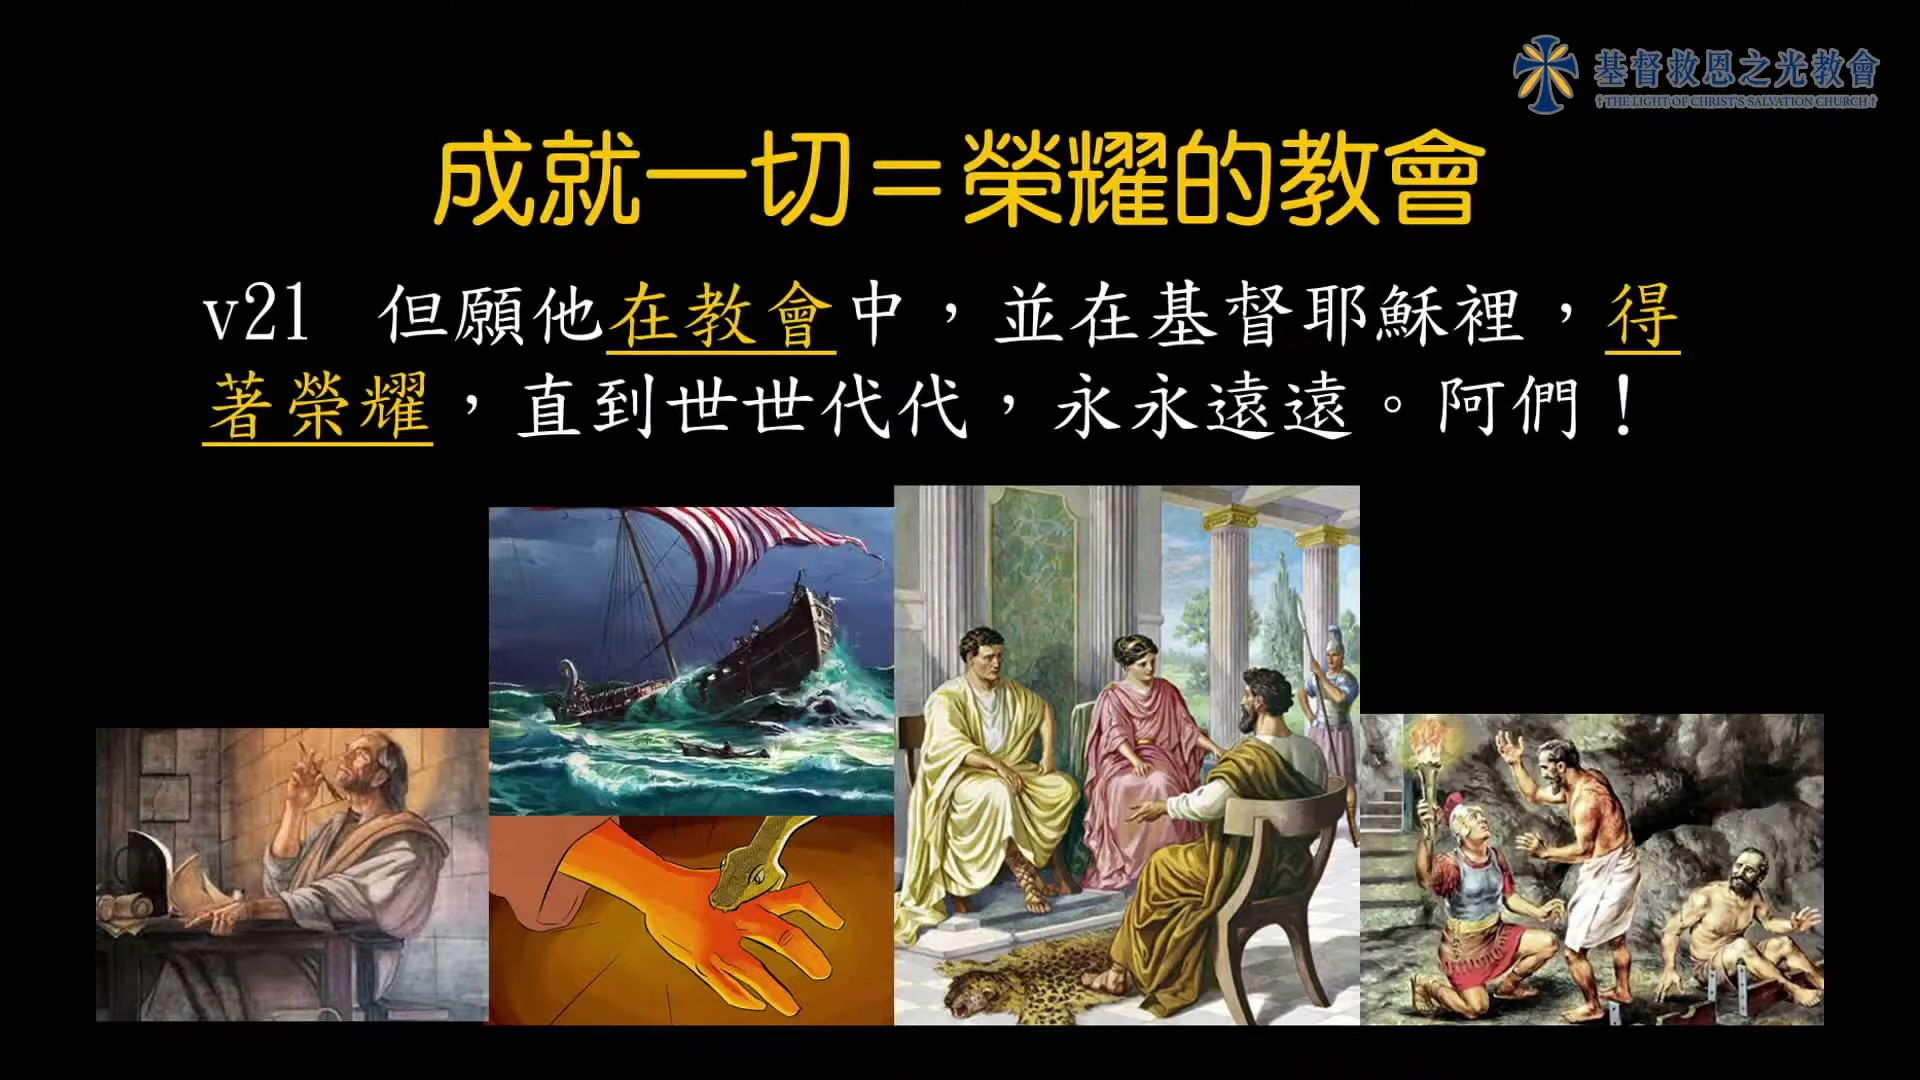 基督救恩之光教會
†THE LIGHT OF CHRIST'S SALVATION CHURCH†
成就一切＝榮耀的教會
v21 但願他在教會中，並在基督耶穌裡，得
著榮耀，直到世世代代，永永遠遠。阿們！